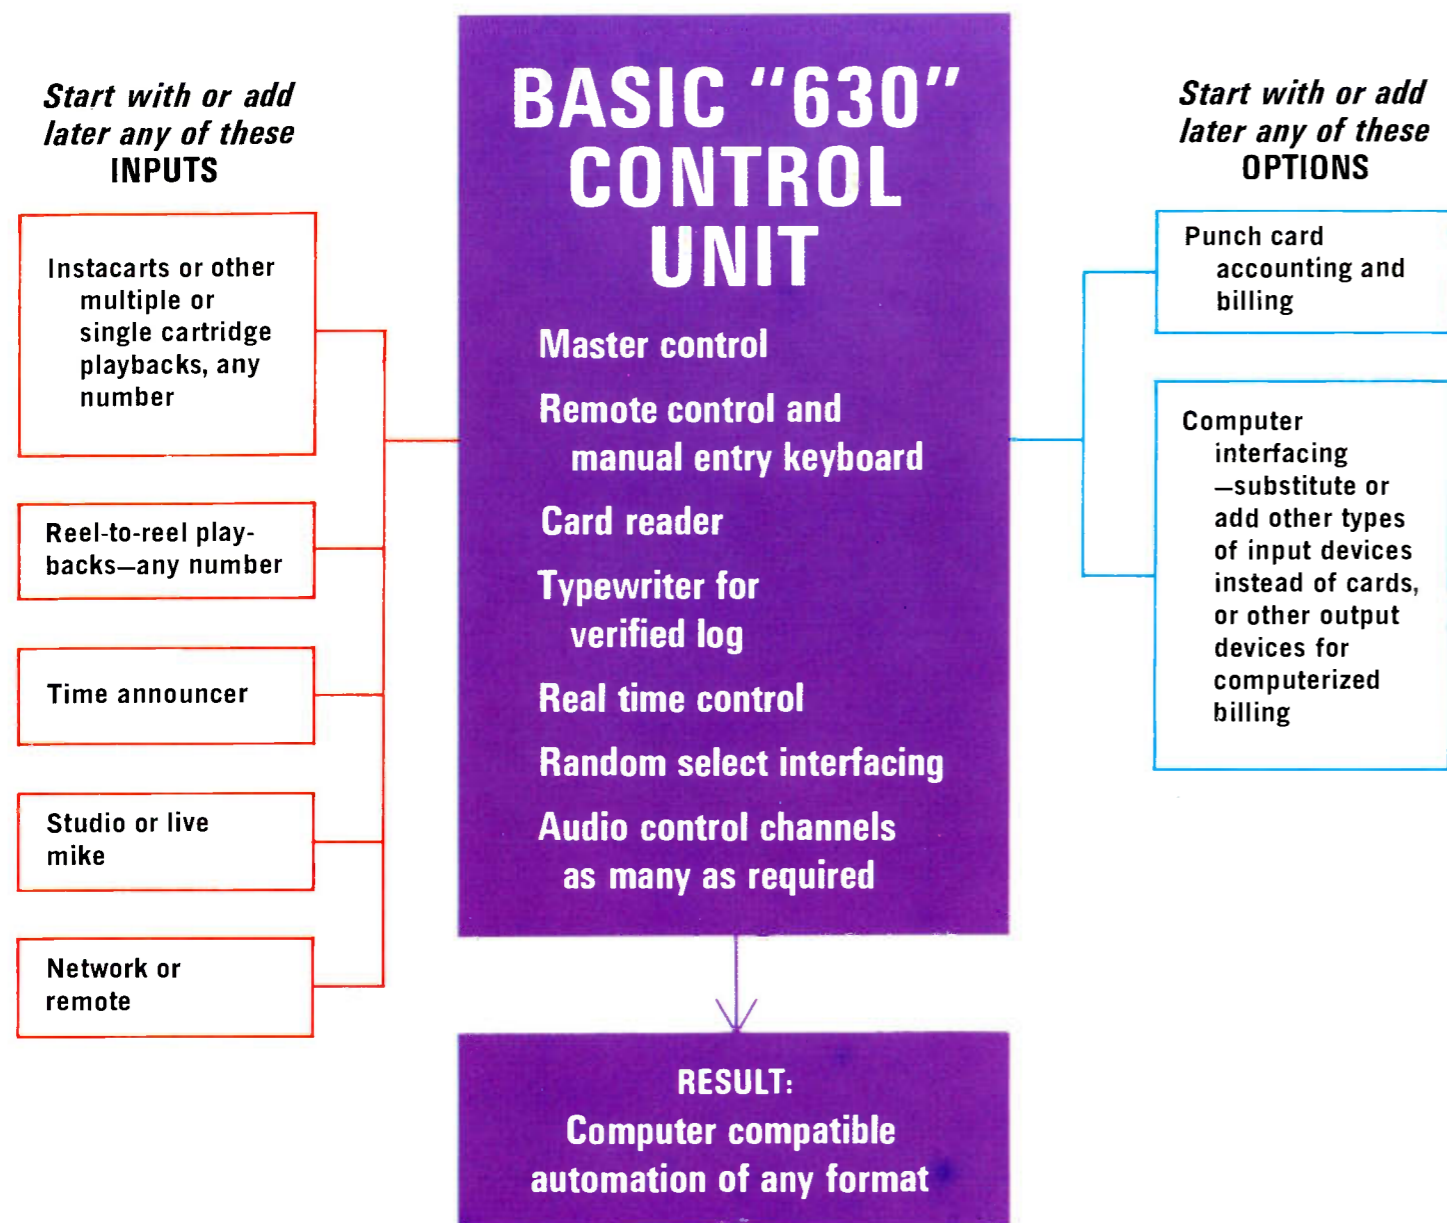 Start with or add
later any of these
INPUTS
Instacarts or other
multiple or
single cartridge
playbacks, any
number
Reel-to-reel play-
backs—any number
Time announcer
Studio or live
mike
Network or
remote
BASIC "630"
CONTROL
UNIT
Master control
Remote control and
manual entry keyboard
Card reader
Typewriter for
verified log
Real time control
Random select interfacing
Audio control channels
as many as required
RESULT:
Computer compatible
automation of any format
Start with or add
later any of these
OPTIONS
Punch card
accounting and
billing
Computer
interfacing
—substitute or
add other types
of input devices
instead of cards,
or other output
devices for
computerized
billing